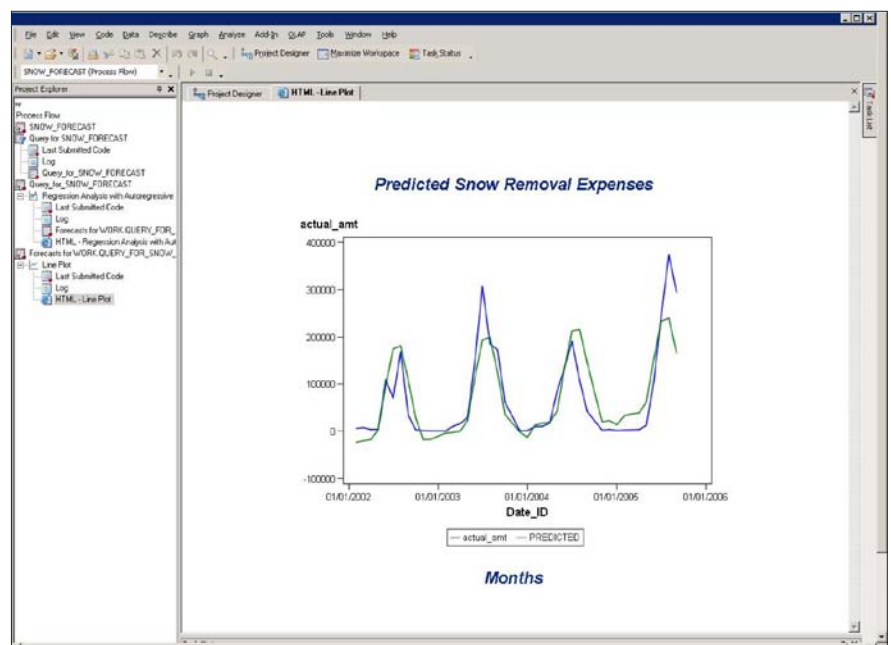 File Edit View Code Data Describe Graph Analyze Add-In OLAP Tools Window Help
Project Designer Maximize Workspace Task Status
SNOW_FORECAST (Process Flow)
Project Explorer
Project Designer HTML - Line Plot
Task List
w
Process Flow
SNOW_FORECAST
Query for SNOW_FORECAST
Last Submitted Code
Log
Query_for_SNOW_FORECAST
Query_for_SNOW_FORECAST
Regression Analysis with Autoregressive
Last Submitted Code
Log
Forecasts for WORK.QUERY_FOR_
HTML - Regression Analysis with Aut
Forecasts for WORK.QUERY_FOR_SNOW_
Line Plot
Last Submitted Code
Log
HTML - Line Plot
Predicted Snow Removal Expenses
actual_amt
400000
300000
200000
100000
0
-100000
01/01/2002 01/01/2003 01/01/2004 01/01/2005 01/01/2006
Date_ID
actual_amt PREDICTED
Months